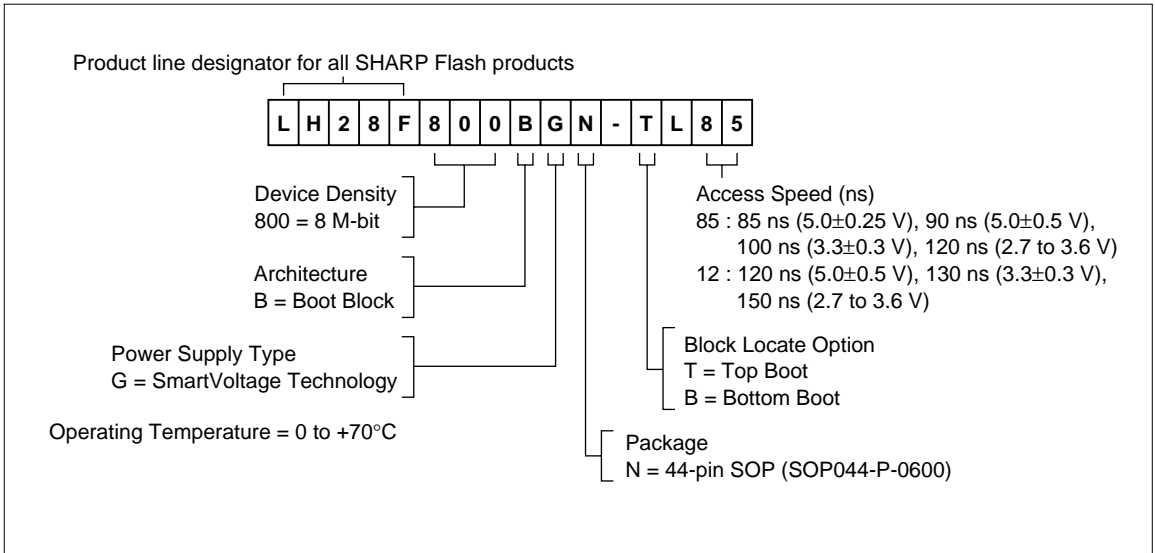 Product line designator for all SHARP Flash products
L H 2 8 F 8 0 0 B G N - T L 8 5
Device Density
800 = 8 M-bit
Architecture
B = Boot Block
Power Supply Type
G = SmartVoltage Technology
Operating Temperature = 0 to +70°C
Access Speed (ns)
85 : 85 ns (5.0±0.25 V), 90 ns (5.0±0.5 V),
100 ns (3.3±0.3 V), 120 ns (2.7 to 3.6 V)
12 : 120 ns (5.0±0.5 V), 130 ns (3.3±0.3 V),
150 ns (2.7 to 3.6 V)
Block Locate Option
T = Top Boot
B = Bottom Boot
Package
N = 44-pin SOP (SOP044-P-0600)